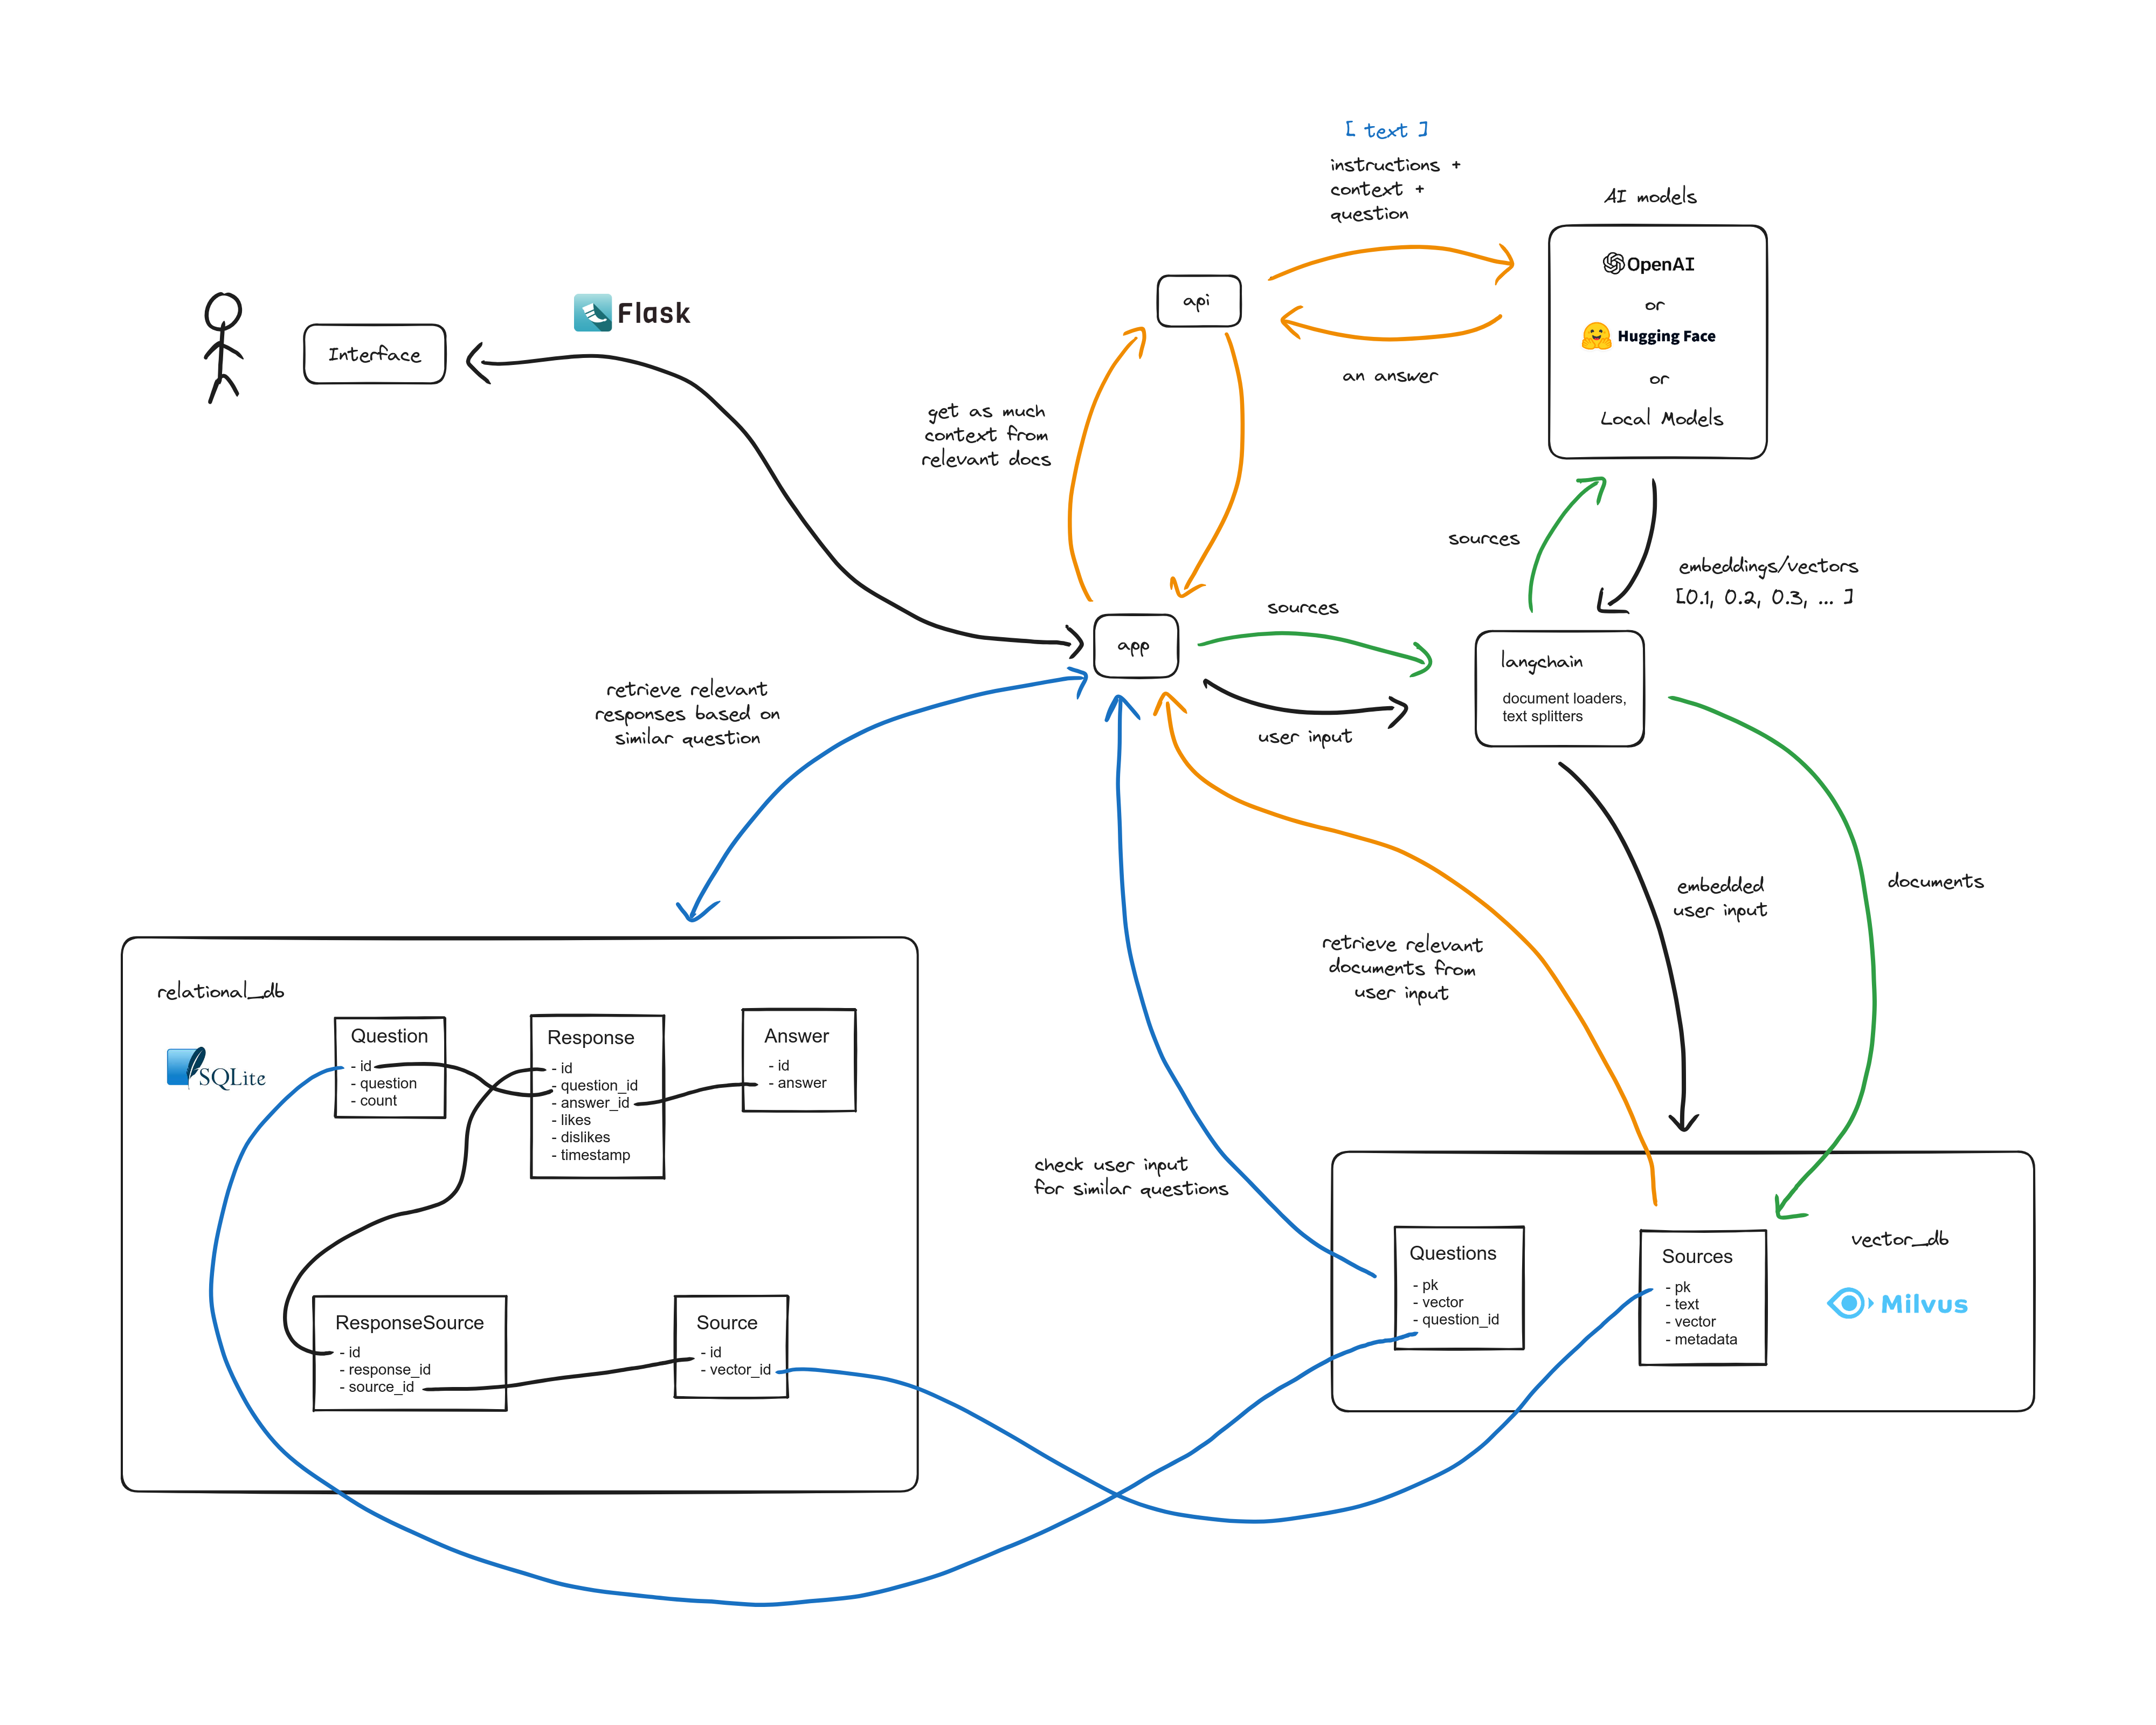 [ text ]
instructions +
context +
question
AI models
OpenAI
or
Hugging Face
or
Local Models
api
an answer
Flask
Interface
get as much
context from
relevant docs
sources
embeddings/vectors
[0.1, 0.2, 0.3, ... ]
app
sources
user input
langchain
document loaders,
text splitters
retrieve relevant
responses based on
similar question
embedded
user input
documents
retrieve relevant
documents from
user input
check user input
for similar questions
relational_db
SQLite
Question
- id
- question
- count
Response
- id
- question_id
- answer_id
- likes
- dislikes
- timestamp
Answer
- id
- answer
ResponseSource
- id
- response_id
- source_id
Source
- id
- vector_id
Questions
- pk
- vector
- question_id
Sources
- pk
- text
- vector
- metadata
vector_db
Milvus